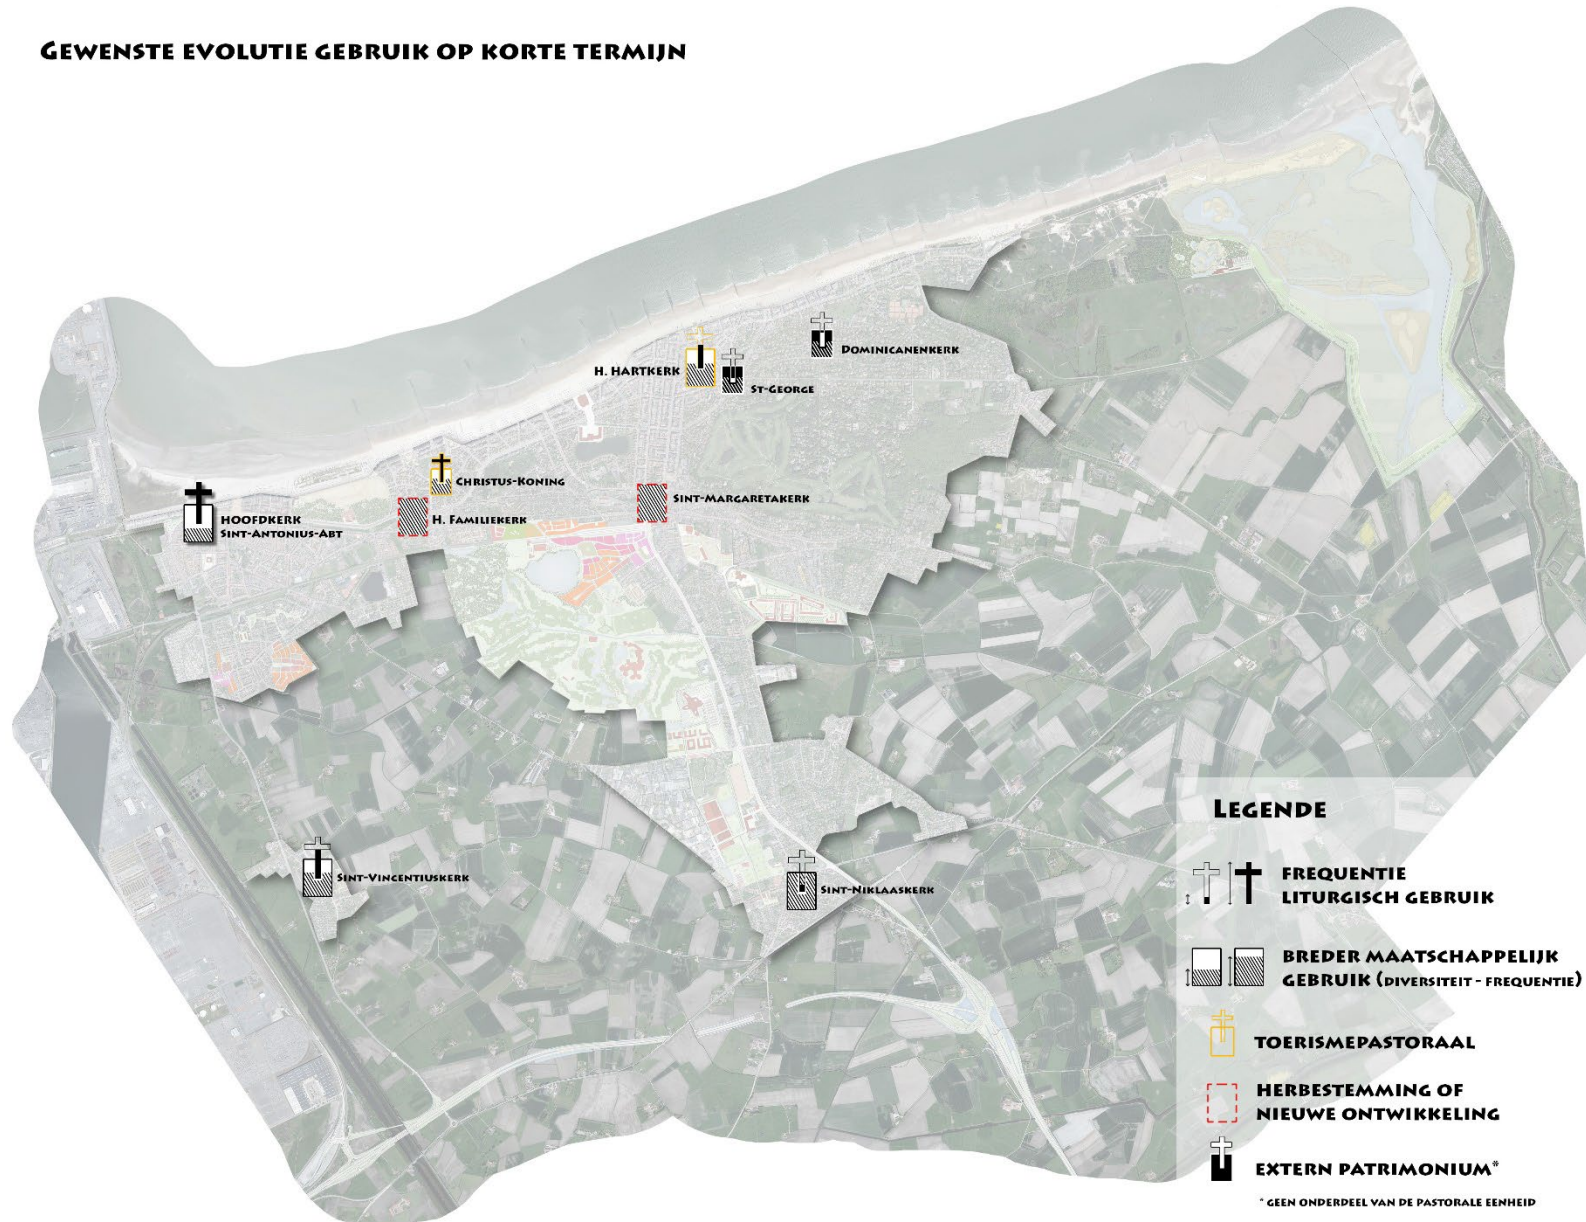 GEWENSTE EVOLUTIE GEBRUIK OP KORTE TERMIJN
DOMINICANENKERK
H. HARTKERK
ST-GEORGE
CHRISTUS-KONING
SINT-MARGARETAKERK
H. FAMILIEKERK
HOOFDKERK
SINT-ANTONIUS-ABT
SINT-VINCENTIUSKERK
SINT-NIKLAASKERK
LEGENDE
FREQUENTIE
LITURGISCH GEBRUIK
BREDER MAATSCHAPPELIJK
GEBRUIK (DIVERSITEIT - FREQUENTIE)
TOERISMEPASTORAAL
HERBESTEMMING OF
NIEUWE ONTWIKKELING
EXTERN PATRIMONIUM*
* GEEN ONDERDEEL VAN DE PASTORALE EENHEID